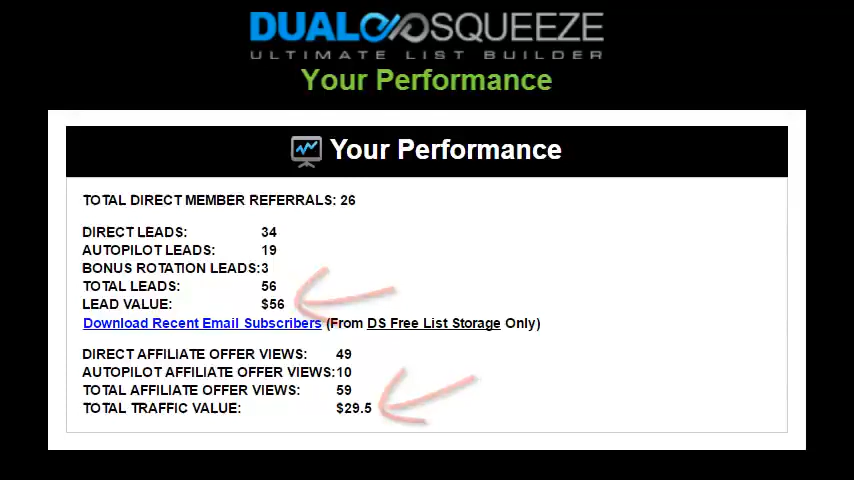 DUAL SQUEEZE
ULTIMATE LIST BUILDER
Your Performance
Your Performance
TOTAL DIRECT MEMBER REFERRALS: 26
DIRECT LEADS: 34
AUTOPILOT LEADS: 19
BONUS ROTATION LEADS:3
TOTAL LEADS: 56
LEAD VALUE: $56
Download Recent Email Subscribers (From DS Free List Storage Only)
DIRECT AFFILIATE OFFER VIEWS: 49
AUTOPILOT AFFILIATE OFFER VIEWS:10
TOTAL AFFILIATE OFFER VIEWS: 59
TOTAL TRAFFIC VALUE: $29.5